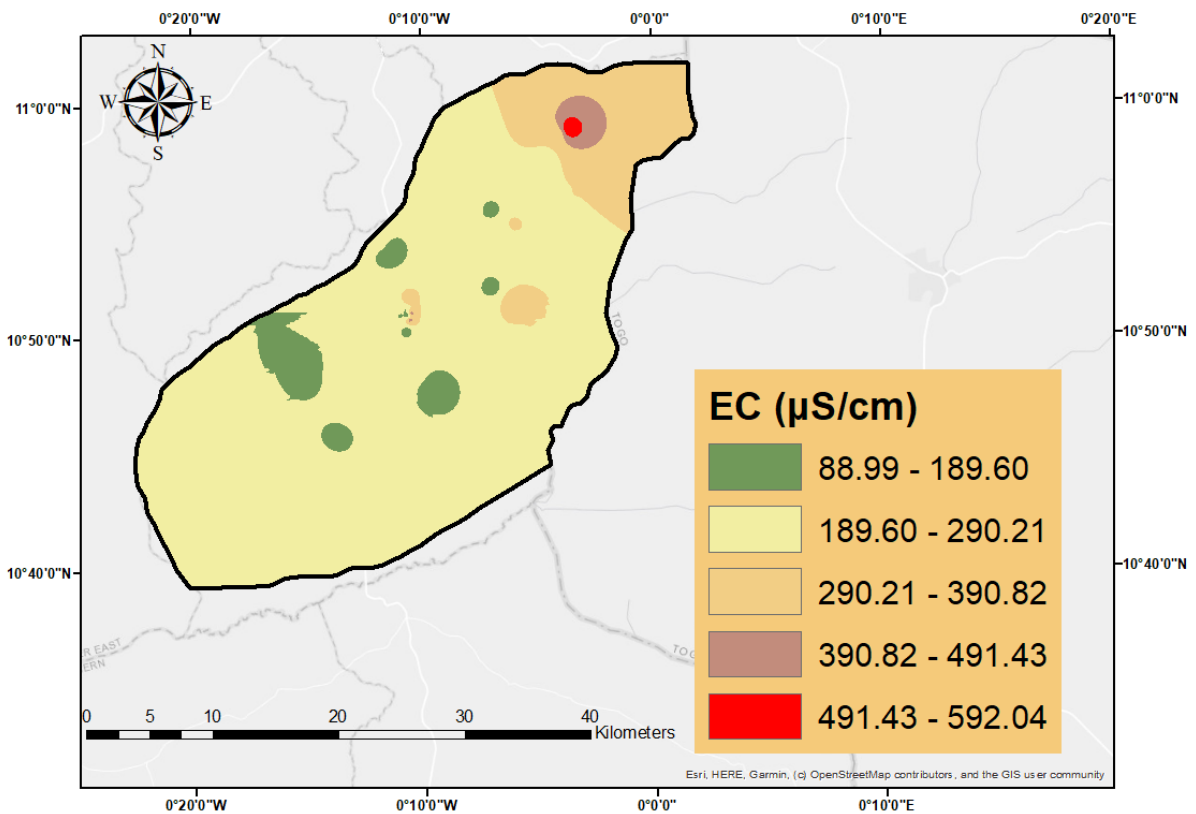 0°20'0"W 0°10'0"W 0°0'0" 0°10'0"E 0°20'0"E
N
W E
S
11°0'0"N 11°0'0"N
TOGO
10°50'0"N 10°50'0"N
EC (µS/cm)
88.99 - 189.60
189.60 - 290.21
290.21 - 390.82
390.82 - 491.43
491.43 - 592.04
10°40'0"N 10°40'0"N
EAST
ERN
0 5 10 20 30 40
Kilometers
Esri, HERE, Garmin, (c) OpenStreetMap contributors, and the GIS user community
0°20'0"W 0°10'0"W 0°0'0" 0°10'0"E